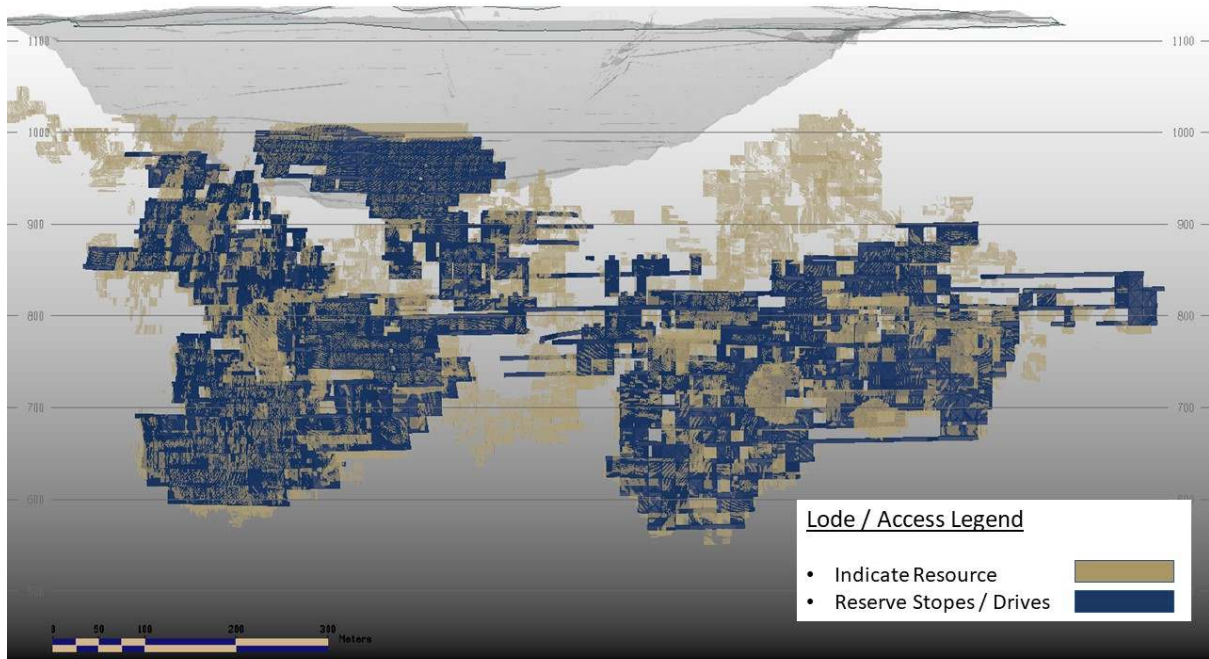 1100 1100
1000 1000
900 900
800 800
700 700
600
Lode / Access Legend
• Indicate Resource
• Reserve Stopes / Drives
0 50 100 200 300
Meters